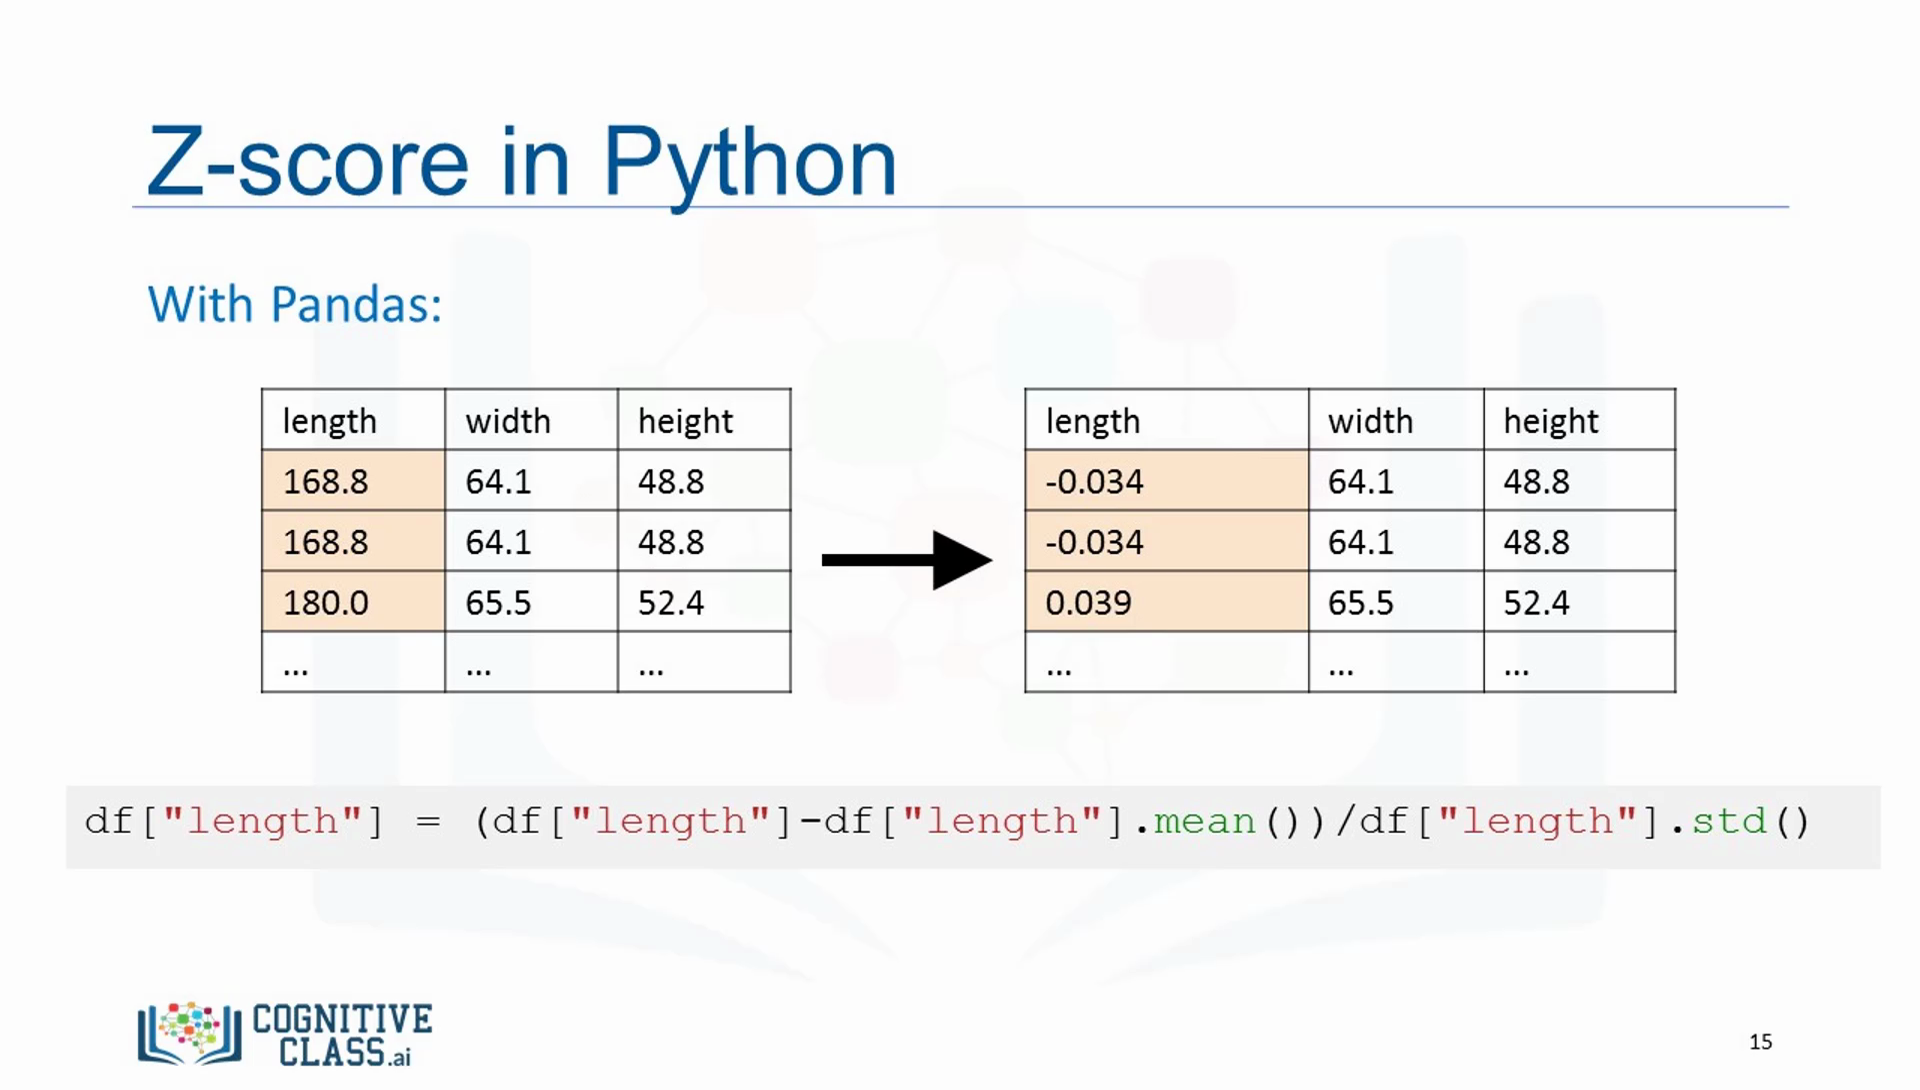 Z-score in Python
With Pandas:
length width height
168.8 64.1 48.8
168.8 64.1 48.8
180.0 65.5 52.4
... ... ...
length width height
-0.034 64.1 48.8
-0.034 64.1 48.8
0.039 65.5 52.4
... ... ...
df["length"] = (df["length"]-df["length"].mean())/df["length"].std()
COGNITIVE
CLASS.ai
15